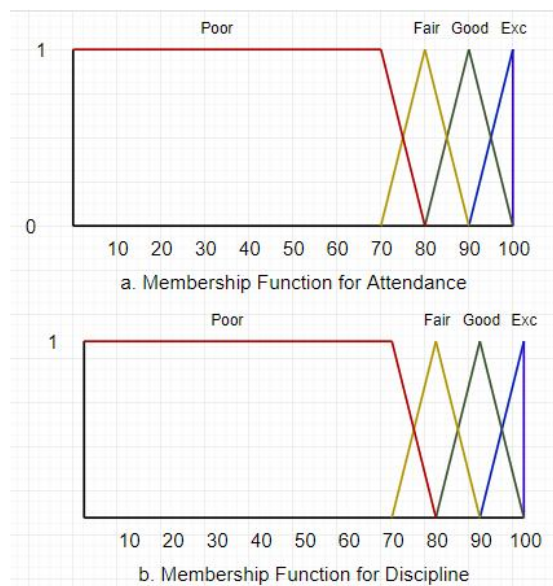 Poor Fair Good Exc
1
0
10 20 30 40 50 60 70 80 90 100
a. Membership Function for Attendance
Poor Fair Good Exc
1
10 20 30 40 50 60 70 80 90 100
b. Membership Function for Discipline